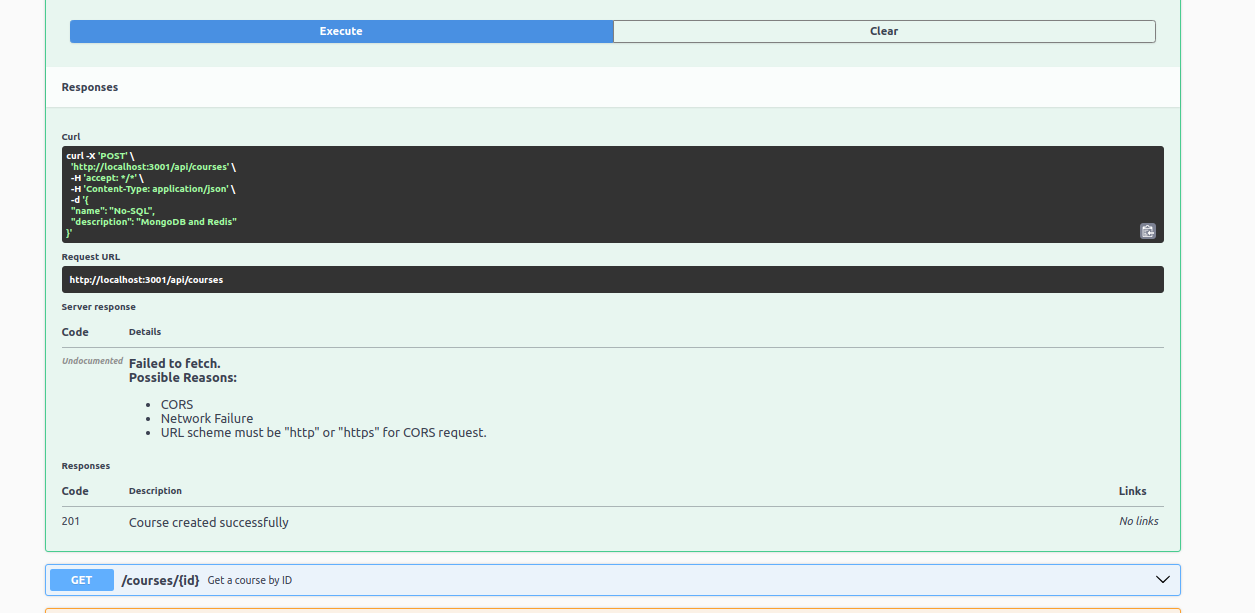 Execute
Clear
Responses
Curl
curl -X 'POST' \
'http://localhost:3001/api/courses' \
-H 'accept: */*' \
-H 'Content-Type: application/json' \
-d '{
"name": "No-SQL",
"description": "MongoDB and Redis"
}'
Request URL
http://localhost:3001/api/courses
Server response
Code Details
Undocumented Failed to fetch.
Possible Reasons:
• CORS
• Network Failure
• URL scheme must be "http" or "https" for CORS request.
Responses
Code Description Links
201 Course created successfully No links
GET /courses/{id} Get a course by ID